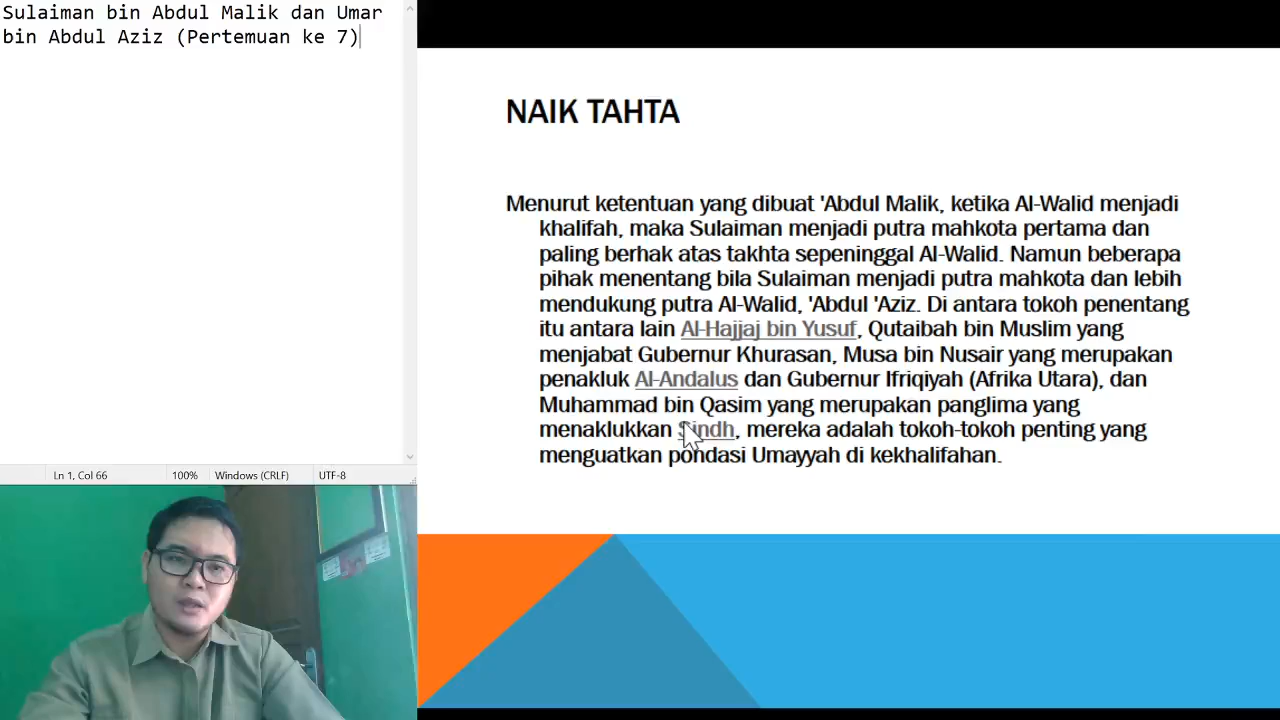 Sulaiman bin Abdul Malik dan Umar
bin Abdul Aziz (Pertemuan ke 7)
Ln 1, Col 66
100%
Windows (CRLF)
UTF-8
NAIK TAHTA
Menurut ketentuan yang dibuat 'Abdul Malik, ketika Al-Walid menjadi
khalifah, maka Sulaiman menjadi putra mahkota pertama dan
paling berhak atas takhta sepeninggal Al-Walid. Namun beberapa
pihak menentang bila Sulaiman menjadi putra mahkota dan lebih
mendukung putra Al-Walid, 'Abdul 'Aziz. Di antara tokoh penentang
itu antara lain Al-Hajjaj bin Yusuf, Qutaibah bin Muslim yang
menjabat Gubernur Khurasan, Musa bin Nusair yang merupakan
penakluk Al-Andalus dan Gubernur Ifriqiyah (Afrika Utara), dan
Muhammad bin Qasim yang merupakan panglima yang
menaklukkan Sindh, mereka adalah tokoh-tokoh penting yang
menguatkan pondasi Umayyah di kekhalifahan.